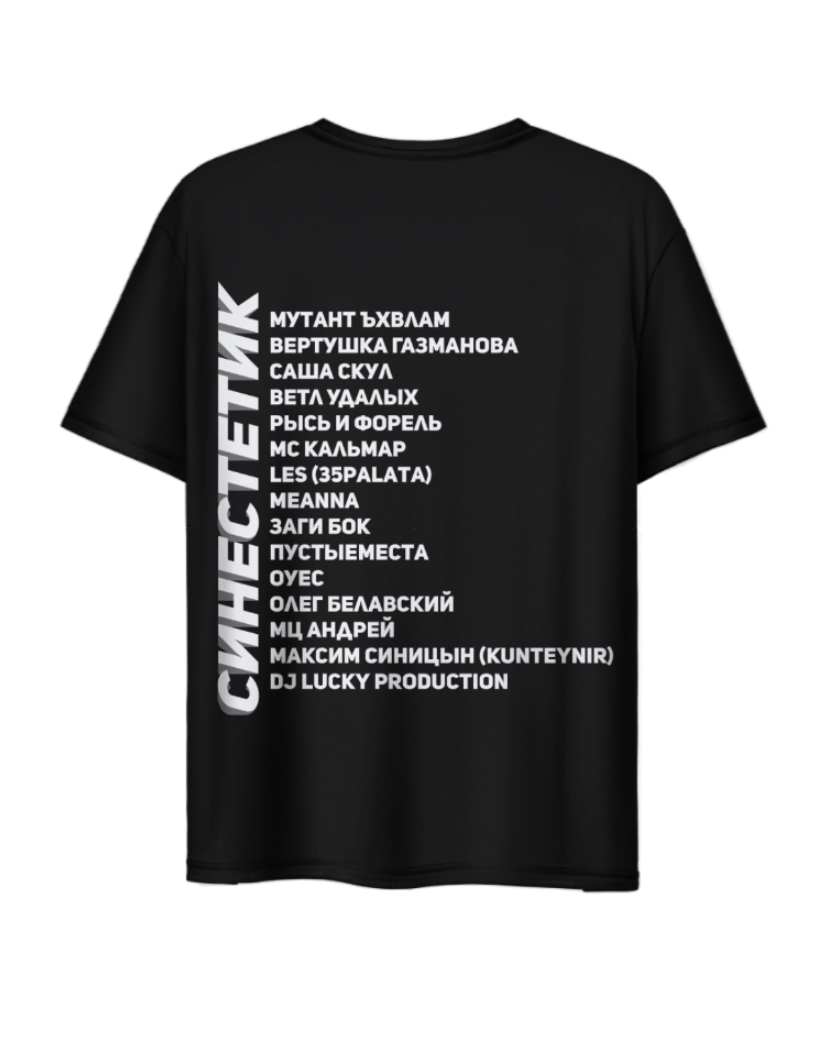 СИНЕСТЕТИК
МУТАНТ ЪХВЛАМ
ВЕРТУШКА ГАЗМАНОВА
САША СКУЛ
ВЕТЛ УДАЛЫХ
РЫСЬ И ФОРЕЛЬ
МС КАЛЬМАР
LES (35PALATA)
MEANNA
ЗАГИ БОК
ПУСТЫЕМЕСТА
ОУЕС
ОЛЕГ БЕЛАВСКИЙ
МЦ АНДРЕЙ
МАКСИМ СИНИЦЫН (KUNTEYNIR)
DJ LUCKY PRODUCTION